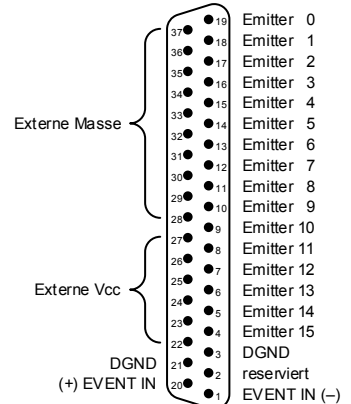 19 Emitter 0
37
18 Emitter 1
36
17 Emitter 2
35
16 Emitter 3
34
15 Emitter 4
33
Externe Masse
14 Emitter 5
32
13 Emitter 6
31
12 Emitter 7
30
11 Emitter 8
29
10 Emitter 9
28
9 Emitter 10
27
8 Emitter 11
26
7 Emitter 12
25
Externe Vcc
6 Emitter 13
24
5 Emitter 14
23
4 Emitter 15
22
3 DGND
DGND 21
2 reserviert
(+) EVENT IN 20
1 EVENT IN (–)